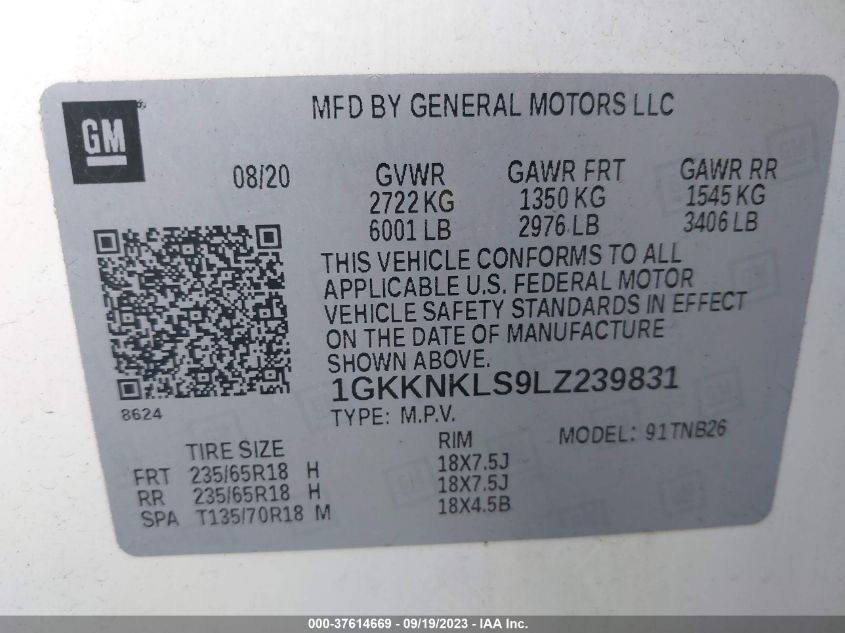 MFD BY GENERAL MOTORS LLC
GM
08/20 GVWR GAWR FRT GAWR RR
2722 KG 1350 KG 1545 KG
6001 LB 2976 LB 3406 LB
THIS VEHICLE CONFORMS TO ALL
APPLICABLE U.S. FEDERAL MOTOR
VEHICLE SAFETY STANDARDS IN EFFECT
ON THE DATE OF MANUFACTURE
SHOWN ABOVE.
1GKKNKLS9LZ239831
8624
TYPE: M.P.V.
MODEL: 91TNB26
TIRE SIZE RIM
FRT 235/65R18 H 18X7.5J
RR 235/65R18 H 18X7.5J
SPA T135/70R18 M 18X4.5B
000-37614669 - 09/19/2023 - IAA Inc.